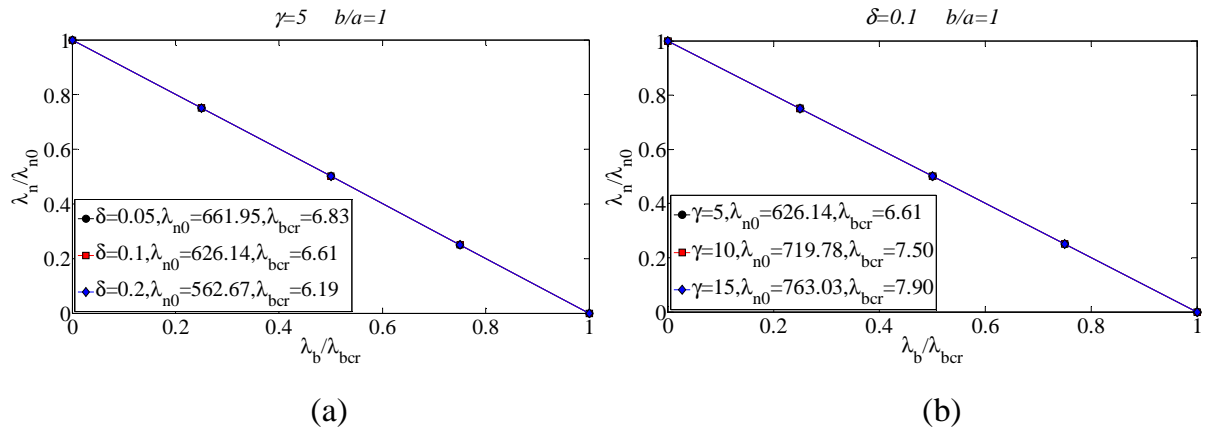 γ=5 b/a=1
1
0.8
0.6
0.4
0.2
0
λn/λn0
δ=0.05,λn0=661.95,λbcr=6.83
δ=0.1,λn0=626.14,λbcr=6.61
δ=0.2,λn0=562.67,λbcr=6.19
0 0.2 0.4 0.6 0.8 1
λb/λbcr
(a)
δ=0.1 b/a=1
1
0.8
0.6
0.4
0.2
0
λn/λn0
γ=5,λn0=626.14,λbcr=6.61
γ=10,λn0=719.78,λbcr=7.50
γ=15,λn0=763.03,λbcr=7.90
0 0.2 0.4 0.6 0.8 1
λb/λbcr
(b)